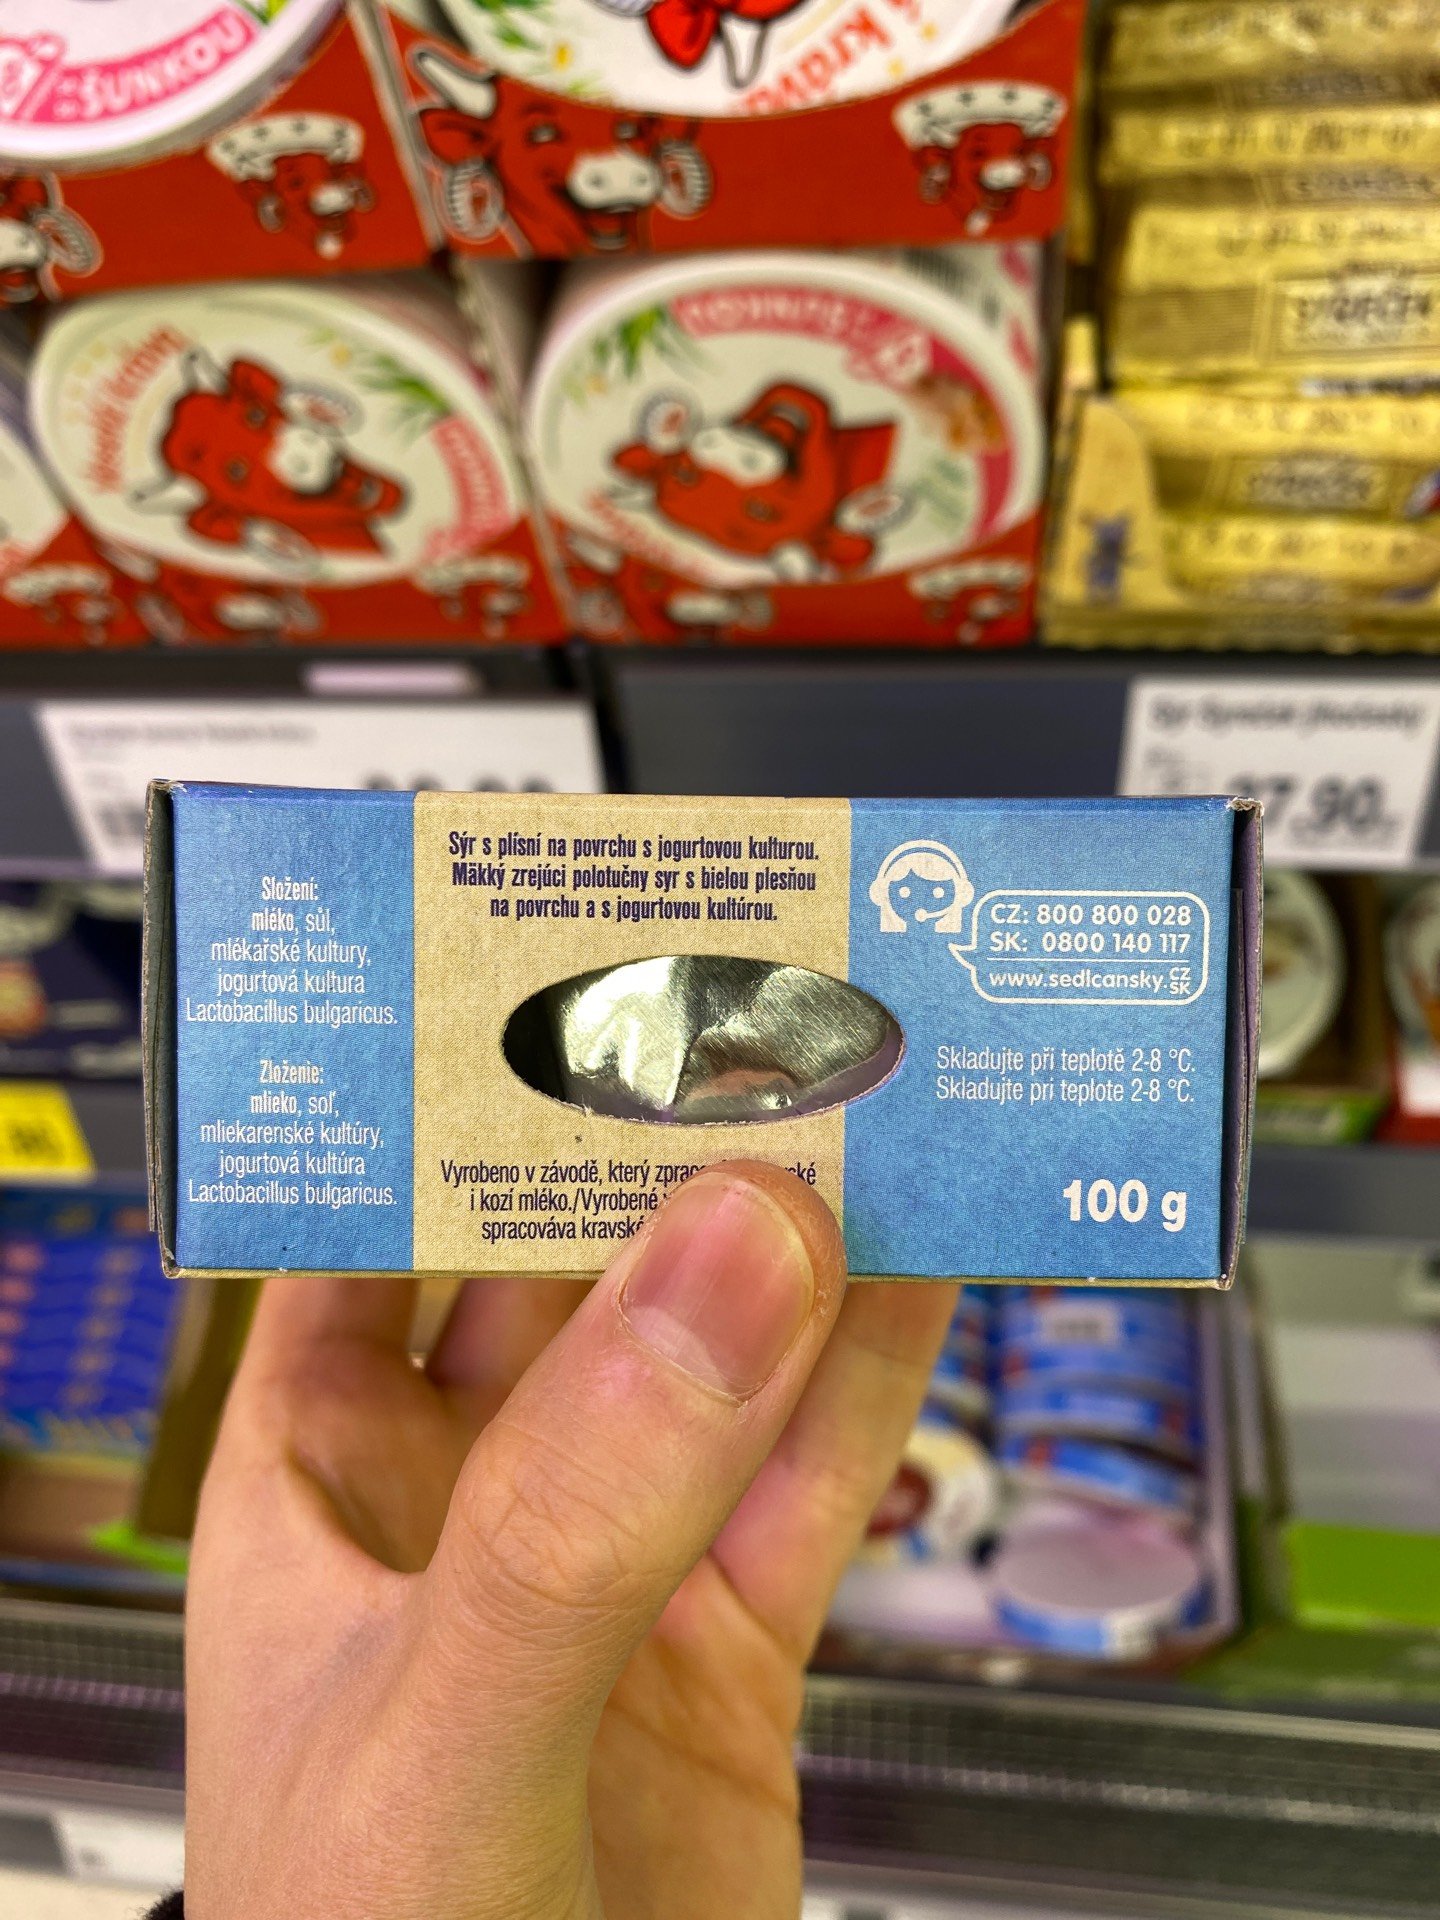 ŠUNKOU
kráva
POHNTE!
Složení:
mléko, sůl,
mlékařské kultury,
jogurtová kultura
Lactobacillus bulgaricus.
Zloženie:
mlieko, soľ,
mliekarenské kultúry,
jogurtová kultúra
Lactobacillus bulgaricus.
Sýr s plísní na povrchu s jogurtovou kulturou.
Mäkký zrejúci polotučný syr s bielou plesňou
na povrchu a s jogurtovou kultúrou.
Vyrobeno v závodě, který
i kozí mléko./Vyrobené
spracováva
CZ: 800 800 028
SK: 0800 140 117
www.sedlcansky.CZ
SK
Skladujte při teplotě 2-8 °C.
Skladujte pri teplote 2-8 °C.
100 g